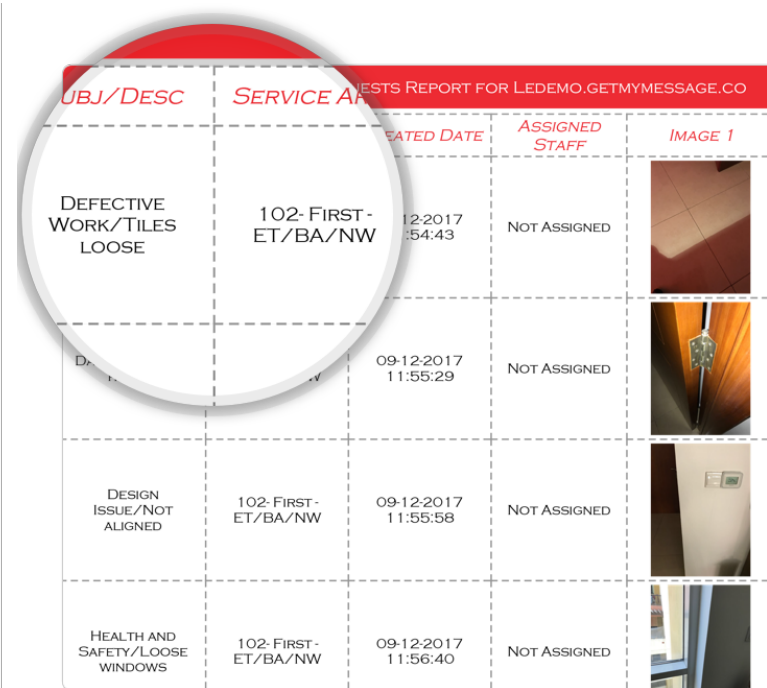 ests Report for Ledemo.getmymessage.co
ubj/Desc
Service Ar
eated Date
Assigned
Staff
Image 1
Defective
Work/Tiles
loose
102- First -
ET/BA/NW
12-2017
:54:43
Not Assigned
DA
09-12-2017
11:55:29
Not Assigned
Design
Issue/Not
aligned
102- First -
ET/BA/NW
09-12-2017
11:55:58
Not Assigned
Health and
Safety/Loose
windows
102- First -
ET/BA/NW
09-12-2017
11:56:40
Not Assigned